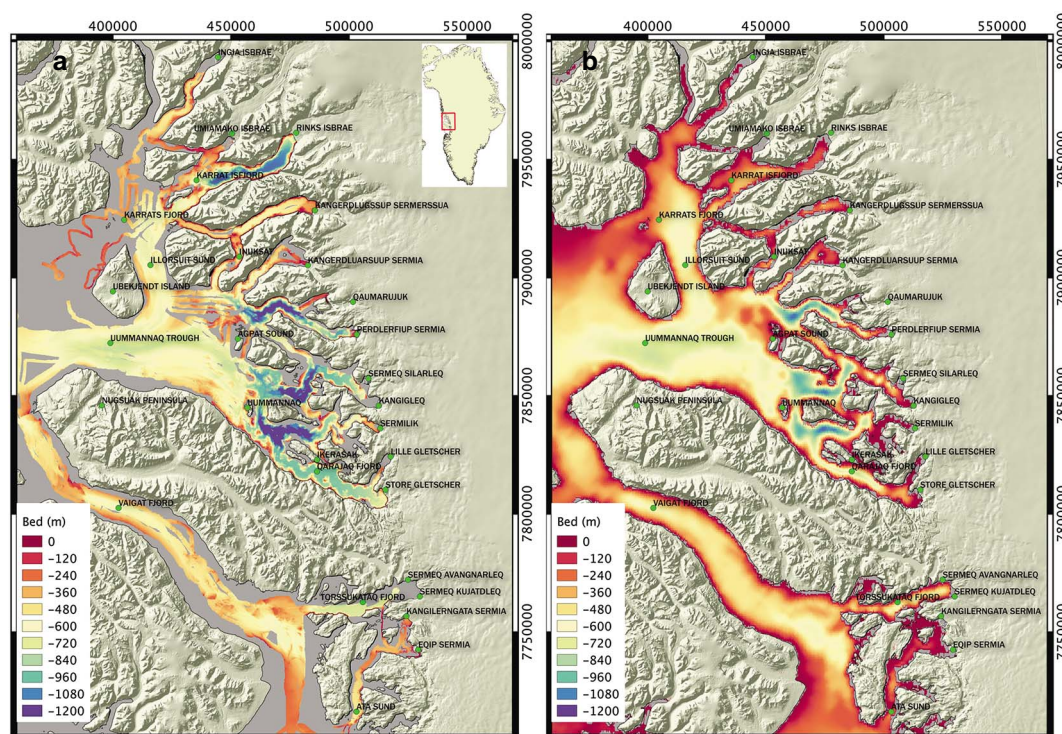 400000 450000 500000 550000
a
8000000
7950000
7900000
7850000
7800000
7750000
INGIA ISBRAE
UMIAMAKO ISBRAE
RINKS ISBRAE
KARRAT ISFJORD
KANGERDLUGSSUP SERMERSSUA
KARRATS FJORD
INUKSAT
ILLORSUIT SUND
KANGERDLUARSUUP SERMIA
UBEKJENDT ISLAND
QAUMARUJUK
AGPAT SOUND
PERDLERFIUP SERMIA
UUMMANNAQ TROUGH
SERMEQ SILARLEQ
NUGSUAK PENINSULA
UUMMANNAQ
KANGIGLEQ
SERMILIK
IKERASAK
LILLE GLETSCHER
QARAJAQ FJORD
STORE GLETSCHER
VAIGAT FJORD
SERMEQ AVANGNARLEQ
TORSSUKATAQ FJORD
SERMEQ KUJATDLEQ
KANGILERNGATA SERMIA
EQIP SERMIA
ATA SUND
Bed (m)
0
−120
−240
−360
−480
−600
−720
−840
−960
−1080
−1200
400000 450000 500000 550000
b
8000000
7950000
7900000
7850000
7800000
7750000
INGIA ISBRAE
UMIAMAKO ISBRAE
RINKS ISBRAE
KARRAT ISFJORD
KANGERDLUGSSUP SERMERSSUA
KARRATS FJORD
INUKSAT
ILLORSUIT SUND
KANGERDLUARSUUP SERMIA
UBEKJENDT ISLAND
QAUMARUJUK
AGPAT SOUND
PERDLERFIUP SERMIA
UUMMANNAQ TROUGH
SERMEQ SILARLEQ
NUGSUAK PENINSULA
UUMMANNAQ
KANGIGLEQ
SERMILIK
IKERASAK
LILLE GLETSCHER
QARAJAQ FJORD
STORE GLETSCHER
VAIGAT FJORD
SERMEQ AVANGNARLEQ
TORSSUKATAQ FJORD
SERMEQ KUJATDLEQ
KANGILERNGATA SERMIA
EQIP SERMIA
ATA SUND
Bed (m)
0
−120
−240
−360
−480
−600
−720
−840
−960
−1080
−1200